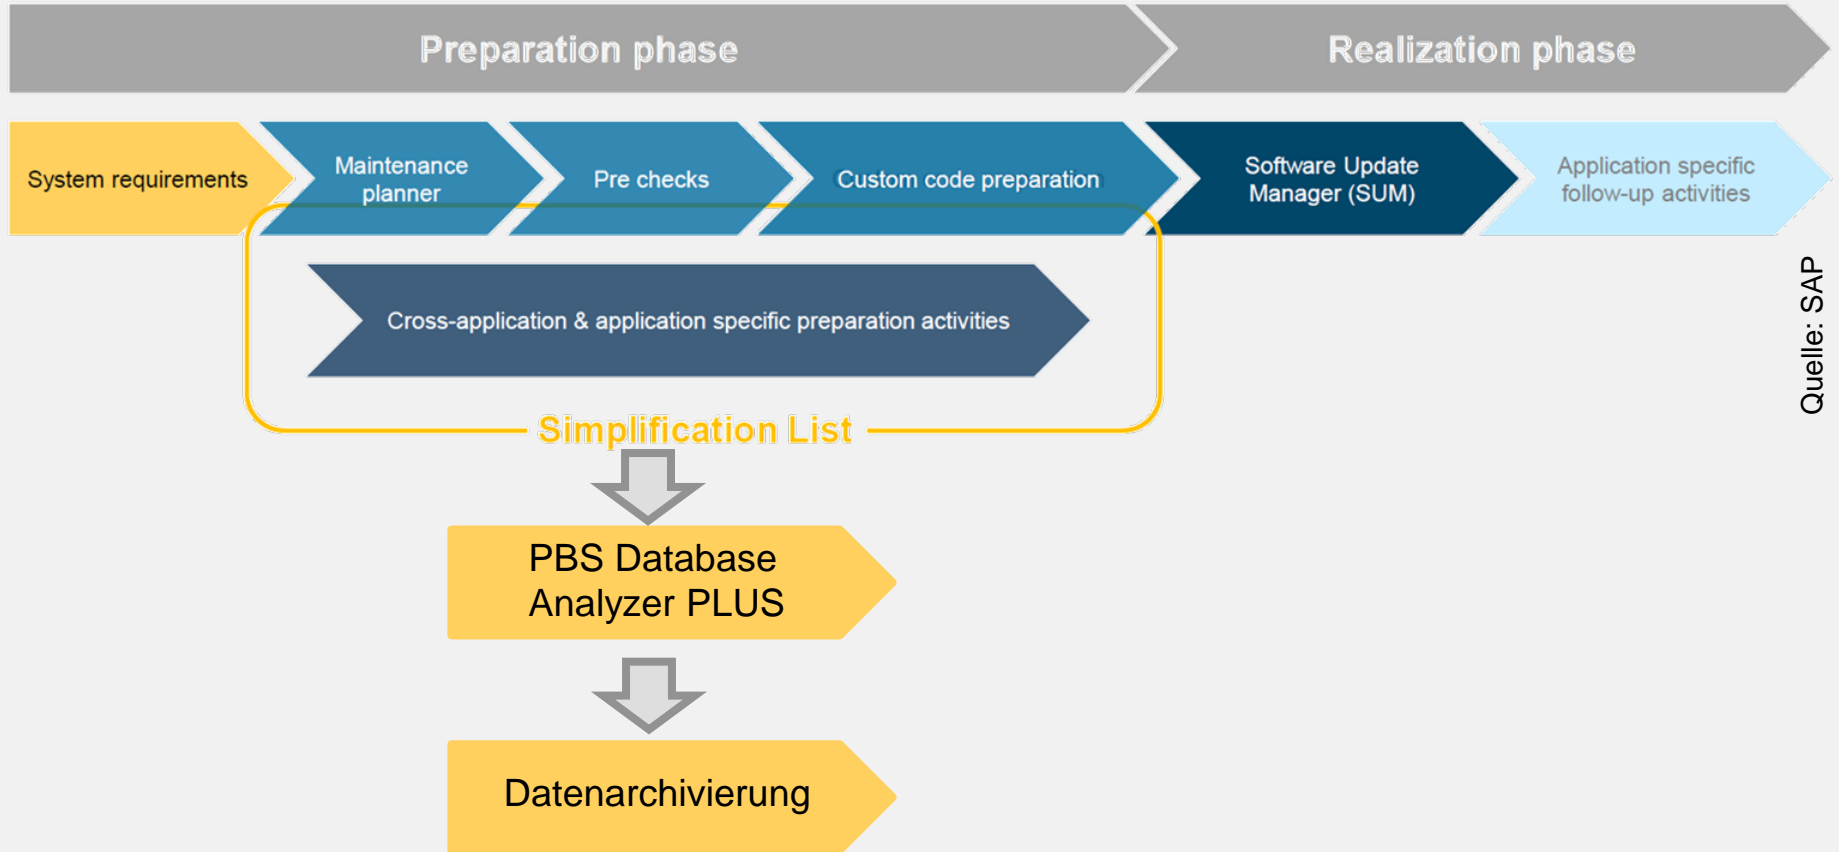 Preparation phase
Realization phase
System requirements
Maintenance
planner
Pre checks
Custom code preparation
Software Update
Manager (SUM)
Application specific
follow-up activities
Cross-application & application specific preparation activities
Quelle: SAP
Simplification List
PBS Database
Analyzer PLUS
Datenarchivierung